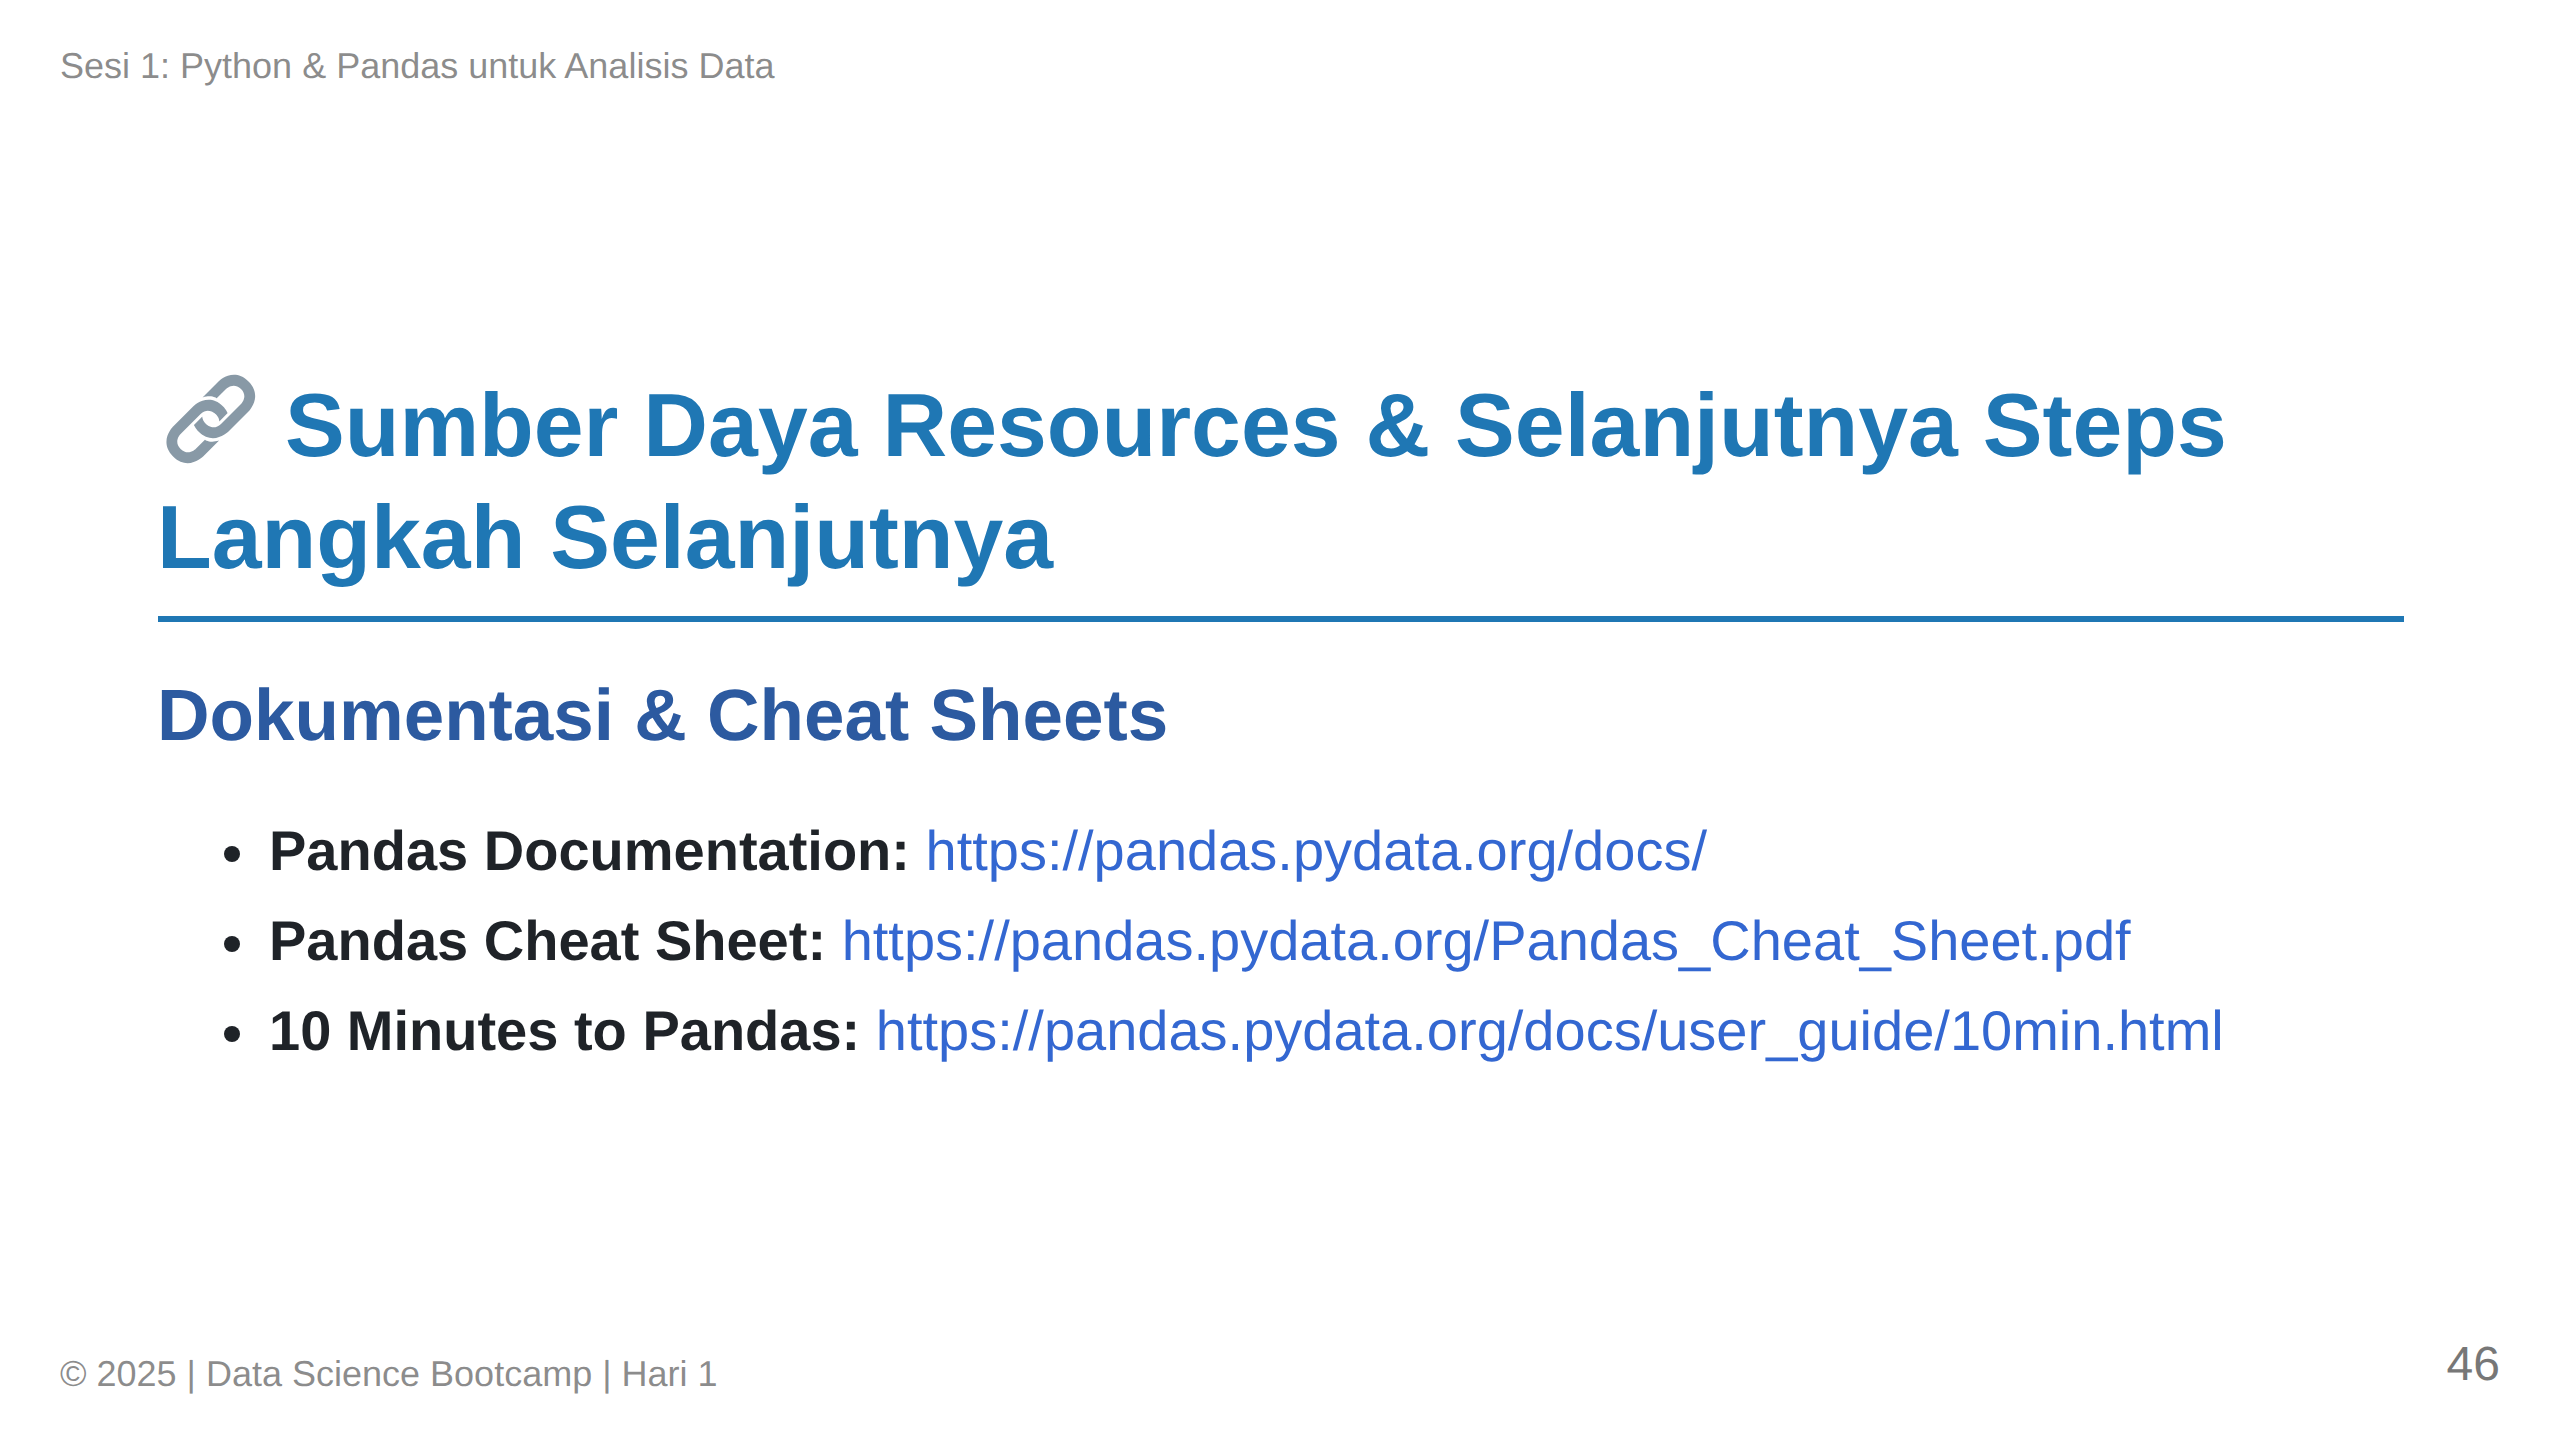 Sesi 1: Python & Pandas untuk Analisis Data
🔗 Sumber Daya Resources & Selanjutnya Steps
Langkah Selanjutnya
Dokumentasi & Cheat Sheets
• Pandas Documentation: https://pandas.pydata.org/docs/
• Pandas Cheat Sheet: https://pandas.pydata.org/Pandas_Cheat_Sheet.pdf
• 10 Minutes to Pandas: https://pandas.pydata.org/docs/user_guide/10min.html
© 2025 | Data Science Bootcamp | Hari 1
46